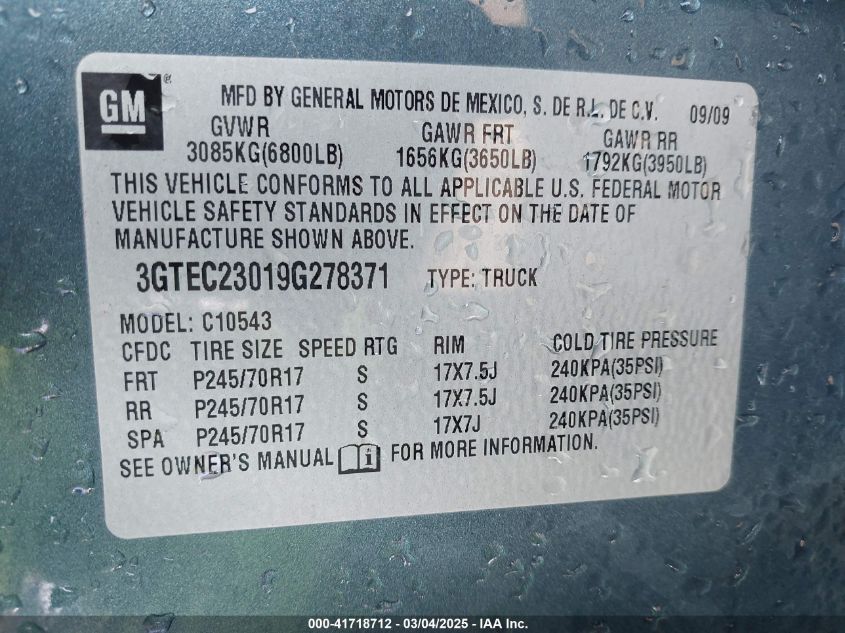 GM®
MFD BY GENERAL MOTORS DE MEXICO, S. DE R.L. DE C.V. 09/09
GVWR GAWR FRT GAWR RR
3085KG(6800LB) 1656KG(3650LB) 1792KG(3950LB)
THIS VEHICLE CONFORMS TO ALL APPLICABLE U.S. FEDERAL MOTOR
VEHICLE SAFETY STANDARDS IN EFFECT ON THE DATE OF
MANUFACTURE SHOWN ABOVE.
3GTEC23019G278371 TYPE: TRUCK
MODEL: C10543
CFDC TIRE SIZE SPEED RTG RIM COLD TIRE PRESSURE
FRT P245/70R17 S 17X7.5J 240KPA(35PSI)
RR P245/70R17 S 17X7.5J 240KPA(35PSI)
SPA P245/70R17 S 17X7J 240KPA(35PSI)
SEE OWNER'S MANUAL i FOR MORE INFORMATION.
000-41718712 — 03/04/2025 — IAA Inc.